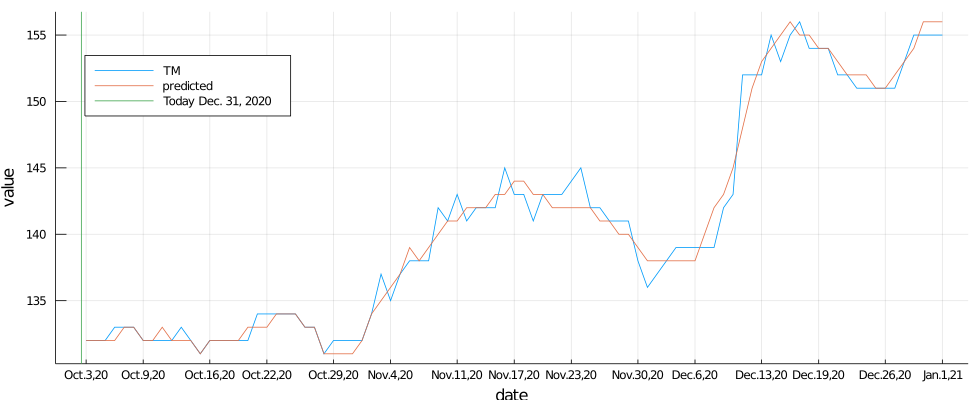 155
150
145
140
135
value
TM
predicted
Today Dec. 31, 2020
Oct.3,20 Oct.9,20 Oct.16,20 Oct.22,20 Oct.29,20 Nov.4,20 Nov.11,20 Nov.17,20 Nov.23,20 Nov.30,20 Dec.6,20 Dec.13,20 Dec.19,20 Dec.26,20 Jan.1,21
date